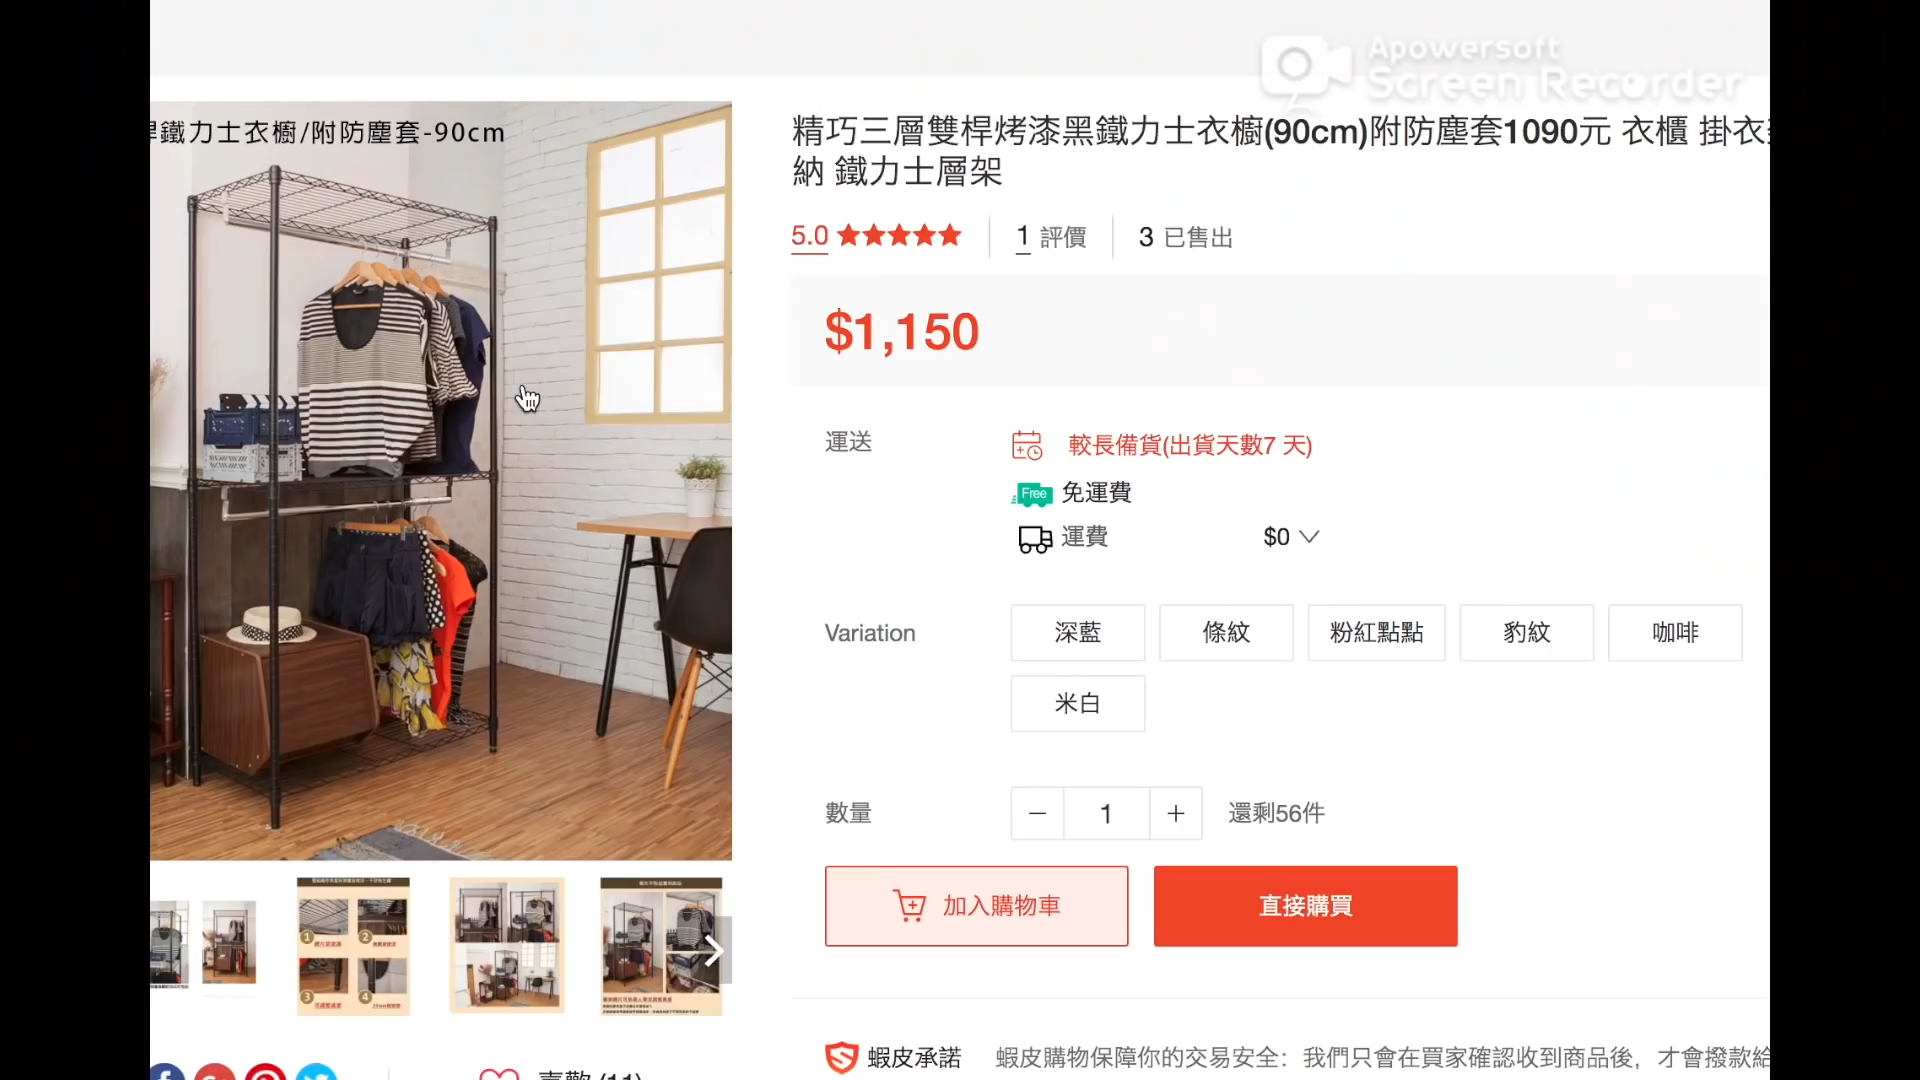 Apowersoft
Screen Recorder
鐵力士衣櫥/附防塵套-90cm
精巧三層雙桿烤漆黑鐵力士衣櫥(90cm)附防塵套1090元 衣櫃 掛衣
納 鐵力士層架
5.0
1 評價
3 已售出
$1,150
運送
較長備貨(出貨天數7 天)
Free 免運費
運費
$0
Variation
深藍
條紋
粉紅點點
豹紋
咖啡
米白
數量
1
還剩56件
加入購物車
直接購買
喜歡 (11)
蝦皮承諾
蝦皮購物保障你的交易安全：我們只會在買家確認收到商品後，才會撥款給